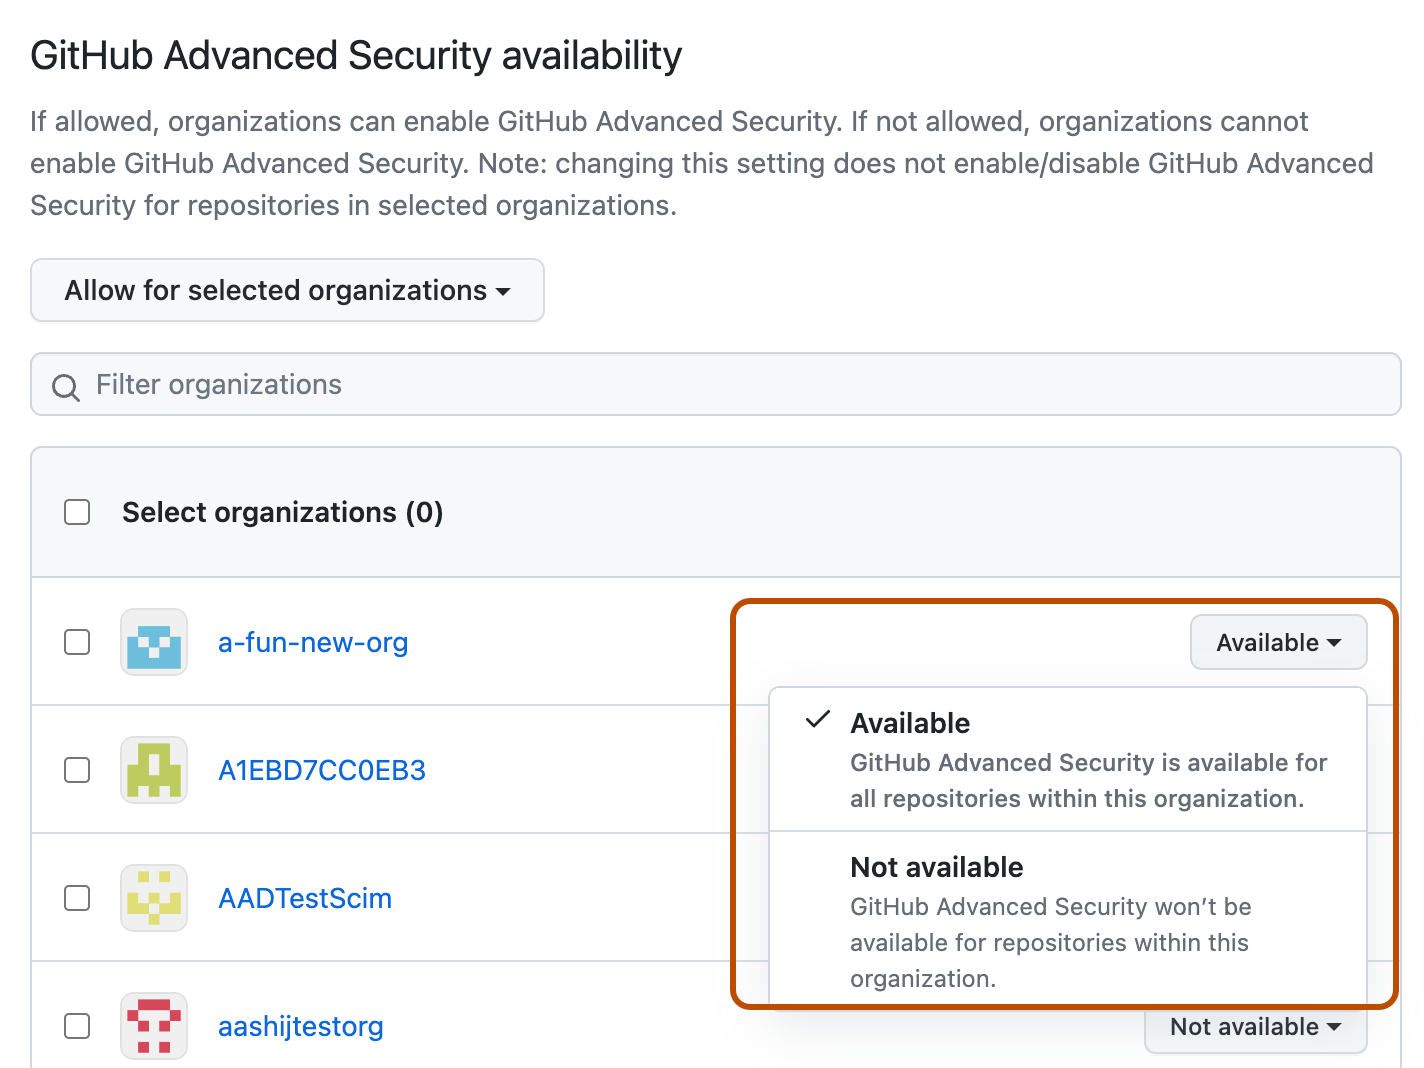 GitHub Advanced Security availability
If allowed, organizations can enable GitHub Advanced Security. If not allowed, organizations cannot
enable GitHub Advanced Security. Note: changing this setting does not enable/disable GitHub Advanced
Security for repositories in selected organizations.
Allow for selected organizations
Filter organizations
Select organizations (0)
a-fun-new-org
Available
A1EBD7CC0EB3
Available
GitHub Advanced Security is available for
all repositories within this organization.
AADTestScim
Not available
GitHub Advanced Security won’t be
available for repositories within this
organization.
aashijtestorg
Not available